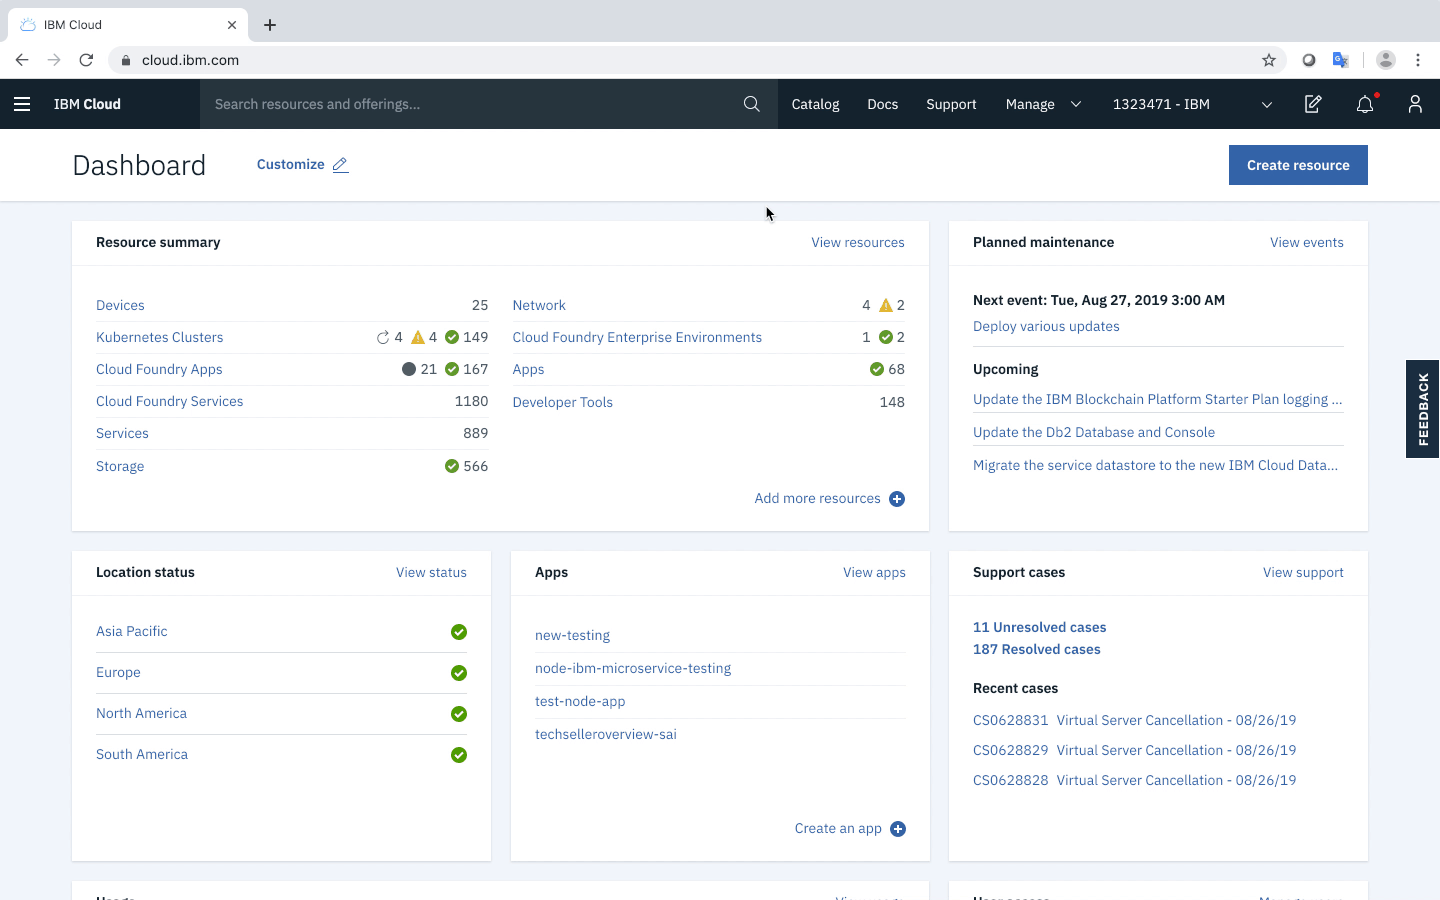 IBM Cloud
cloud.ibm.com
IBM Cloud
Search resources and offerings...
Catalog
Docs
Support
Manage
1323471 - IBM
Dashboard
Customize
Create resource
Resource summary
View resources
Devices 25
Kubernetes Clusters 4 4 149
Cloud Foundry Apps 21 167
Cloud Foundry Services 1180
Services 889
Storage 566
Network 4 2
Cloud Foundry Enterprise Environments 1 2
Apps 68
Developer Tools 148
Add more resources
Planned maintenance
View events
Next event: Tue, Aug 27, 2019 3:00 AM
Deploy various updates
Upcoming
Update the IBM Blockchain Platform Starter Plan logging ...
Update the Db2 Database and Console
Migrate the service datastore to the new IBM Cloud Data...
FEEDBACK
Location status
View status
Asia Pacific
Europe
North America
South America
Apps
View apps
new-testing
node-ibm-microservice-testing
test-node-app
techselleroverview-sai
Create an app
Support cases
View support
11 Unresolved cases
187 Resolved cases
Recent cases
CS0628831 Virtual Server Cancellation - 08/26/19
CS0628829 Virtual Server Cancellation - 08/26/19
CS0628828 Virtual Server Cancellation - 08/26/19